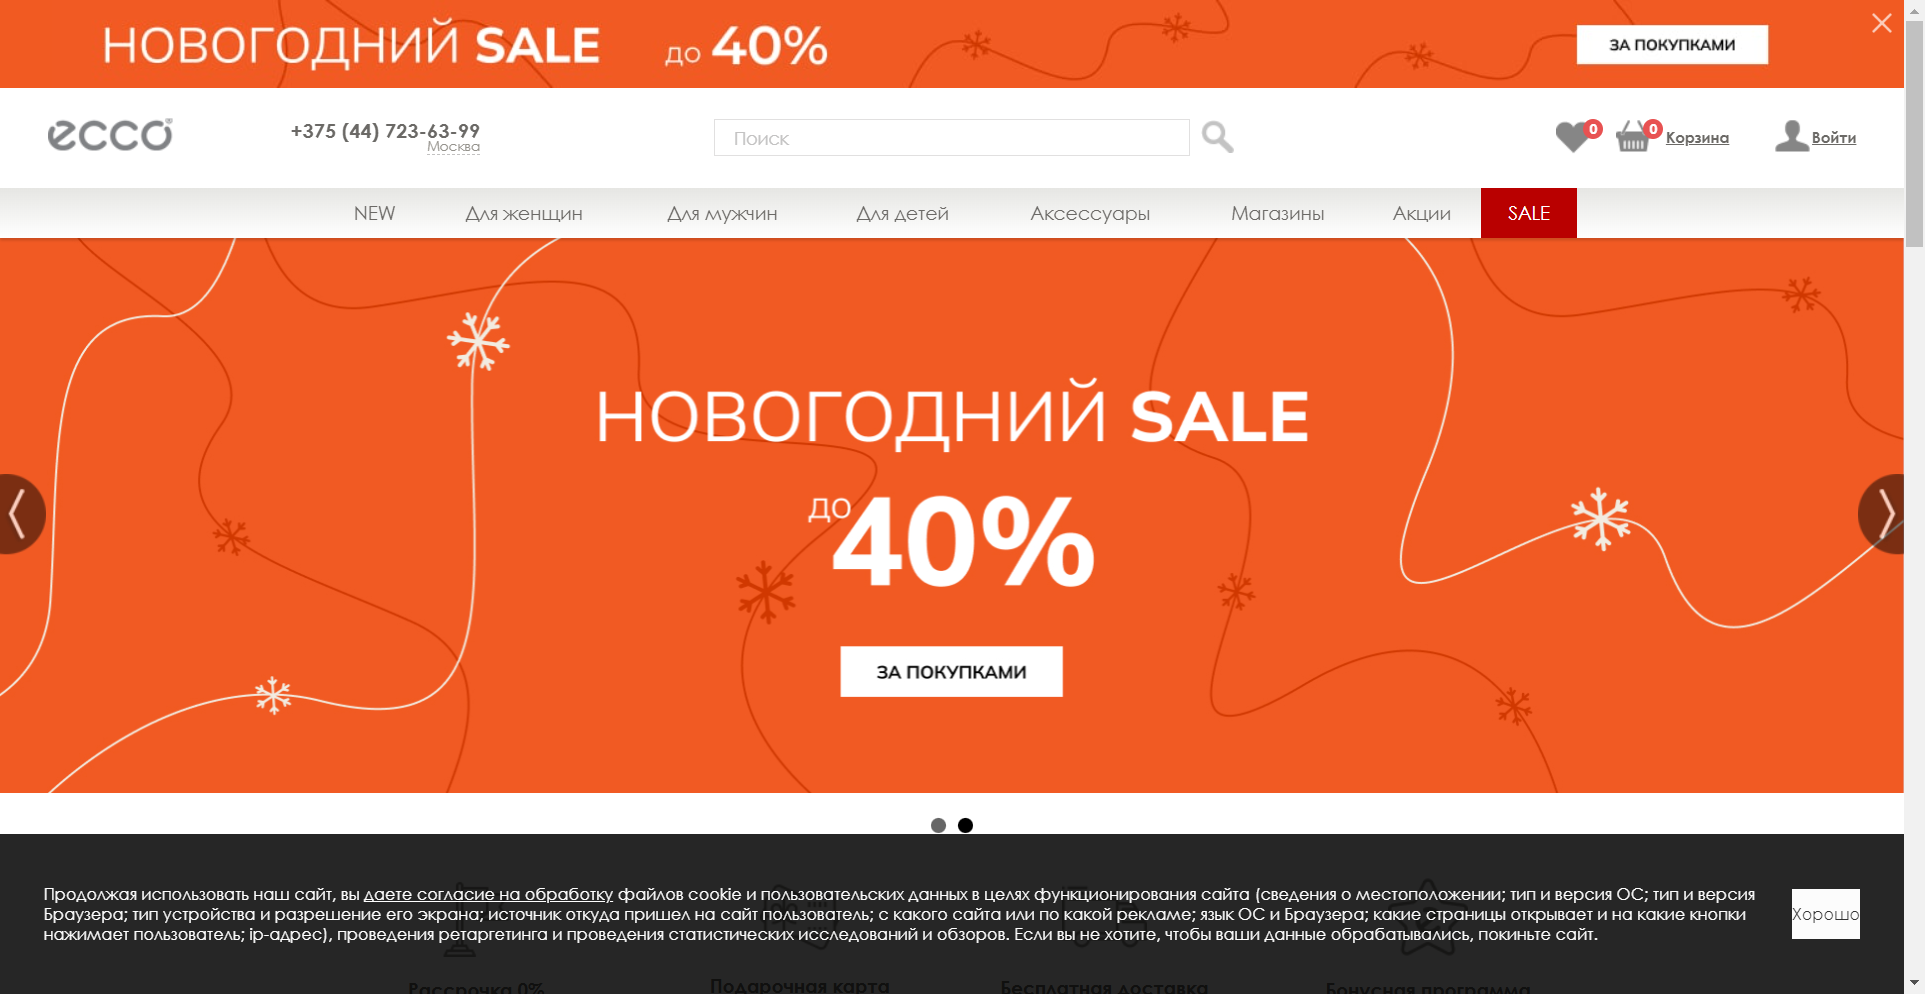 НОВОГОДНИЙ SALE до 40%
ЗА ПОКУПКАМИ
ecco
+375 (44) 723-63-99
Москва
Поиск
0
0
Корзина
Войти
NEW Для женщин Для мужчин Для детей Аксессуары Магазины Акции SALE
НОВОГОДНИЙ SALE
до 40%
ЗА ПОКУПКАМИ
Продолжая использовать наш сайт, вы даете согласие на обработку файлов cookie и пользовательских данных в целях функционирования сайта (сведения о местоположении; тип и версия ОС; тип и версия
Браузера; тип устройства и разрешение его экрана; источник откуда пришел на сайт пользователь; с какого сайта или по какой рекламе; язык ОС и Браузера; какие страницы открывает и на какие кнопки
нажимает пользователь; ip-адрес), проведения ретаргетинга и проведения статистических исследований и обзоров. Если вы не хотите, чтобы ваши данные обрабатывались, покиньте сайт.
Хорошо
Рассрочка 0% Подарочная карта Бесплатная доставка Бонусная программа